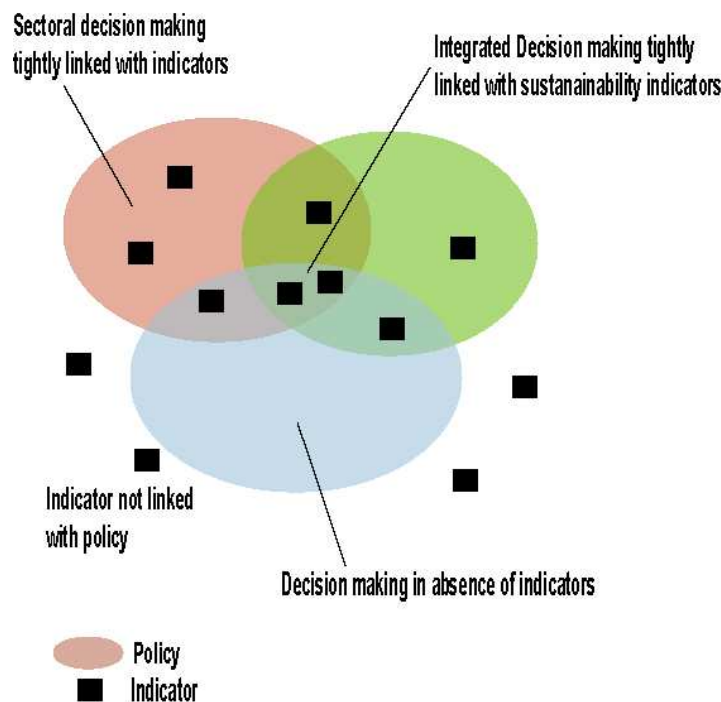 Sectoral decision making
tightly linked with indicators
Integrated Decision making tightly
linked with sustanainability indicators
Indicator not linked
with policy
Decision making in absence of indicators
Policy
Indicator